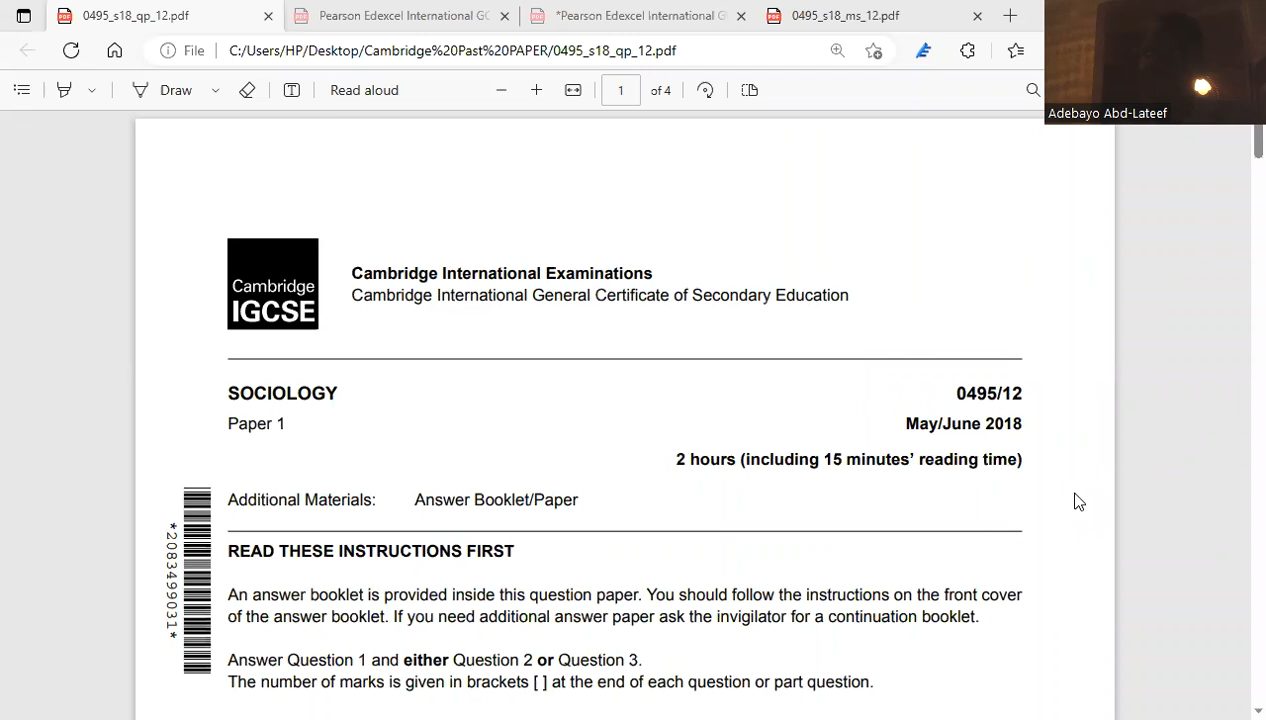 0495_s18_qp_12.pdf
Pearson Edexcel International GC
*Pearson Edexcel International G
0495_s18_ms_12.pdf
File
C:/Users/HP/Desktop/Cambridge%20Past%20PAPER/0495_s18_qp_12.pdf
Draw
Read aloud
1
of 4
Adebayo Abd-Lateef
Cambridge
IGCSE
Cambridge International Examinations
Cambridge International General Certificate of Secondary Education
SOCIOLOGY
0495/12
Paper 1
May/June 2018
2 hours (including 15 minutes’ reading time)
Additional Materials:
Answer Booklet/Paper
*2083499031*
READ THESE INSTRUCTIONS FIRST
An answer booklet is provided inside this question paper. You should follow the instructions on the front cover
of the answer booklet. If you need additional answer paper ask the invigilator for a continuation booklet.
Answer Question 1 and either Question 2 or Question 3.
The number of marks is given in brackets [ ] at the end of each question or part question.